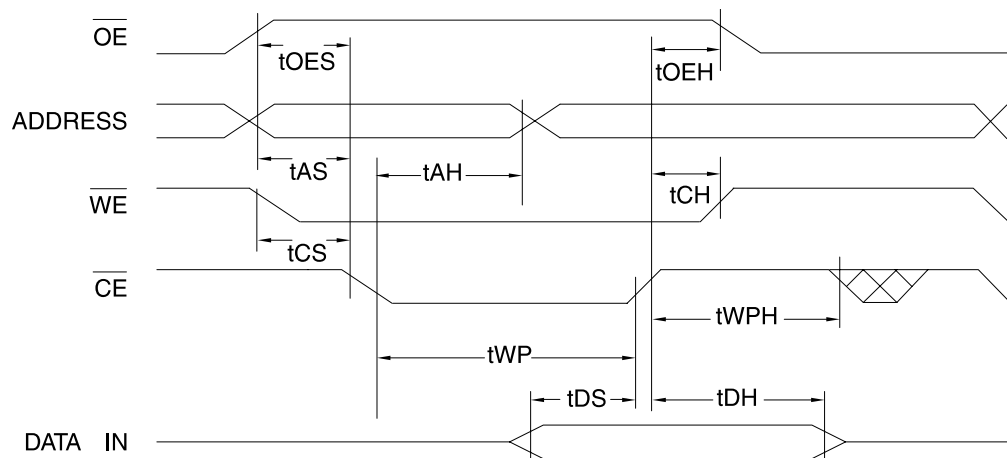 OE
tOES
tOEH
ADDRESS
tAS
tAH
tCH
WE
tCS
CE
tWPH
tWP
tDS
tDH
DATA IN